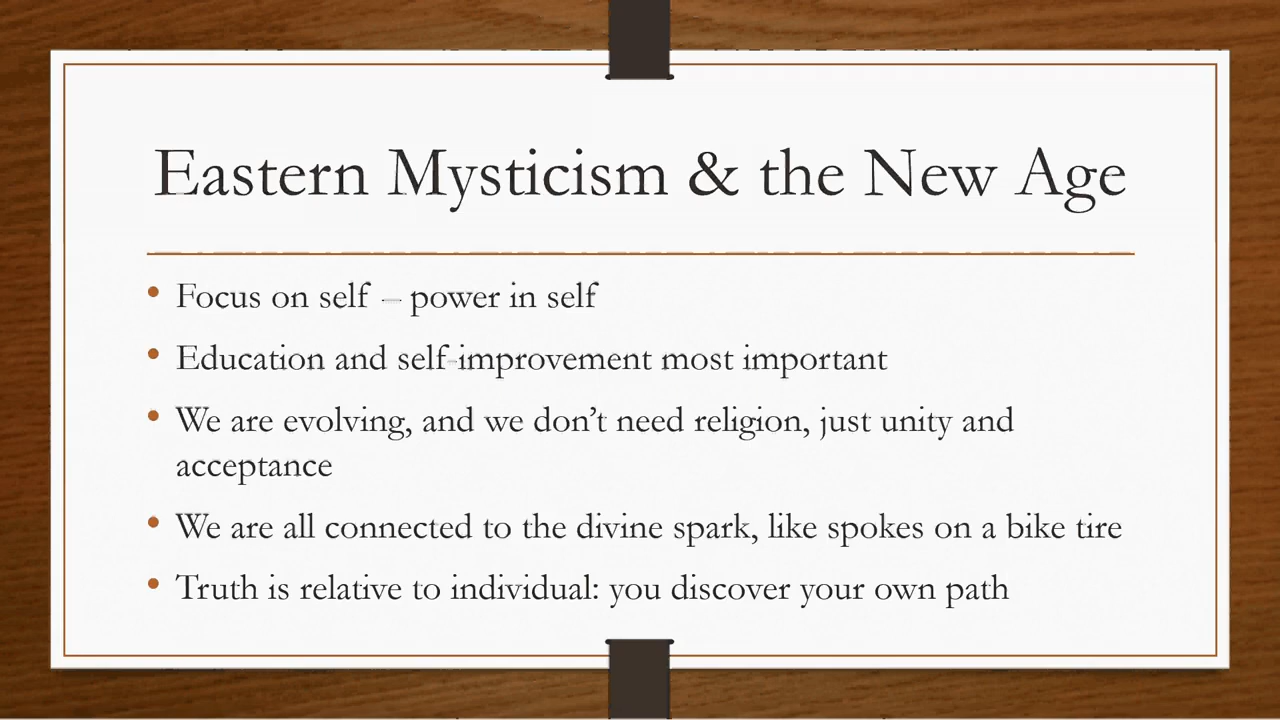 Eastern Mysticism & the New Age
• Focus on self – power in self
• Education and self-improvement most important
• We are evolving, and we don’t need religion, just unity and
acceptance
• We are all connected to the divine spark, like spokes on a bike tire
• Truth is relative to individual: you discover your own path